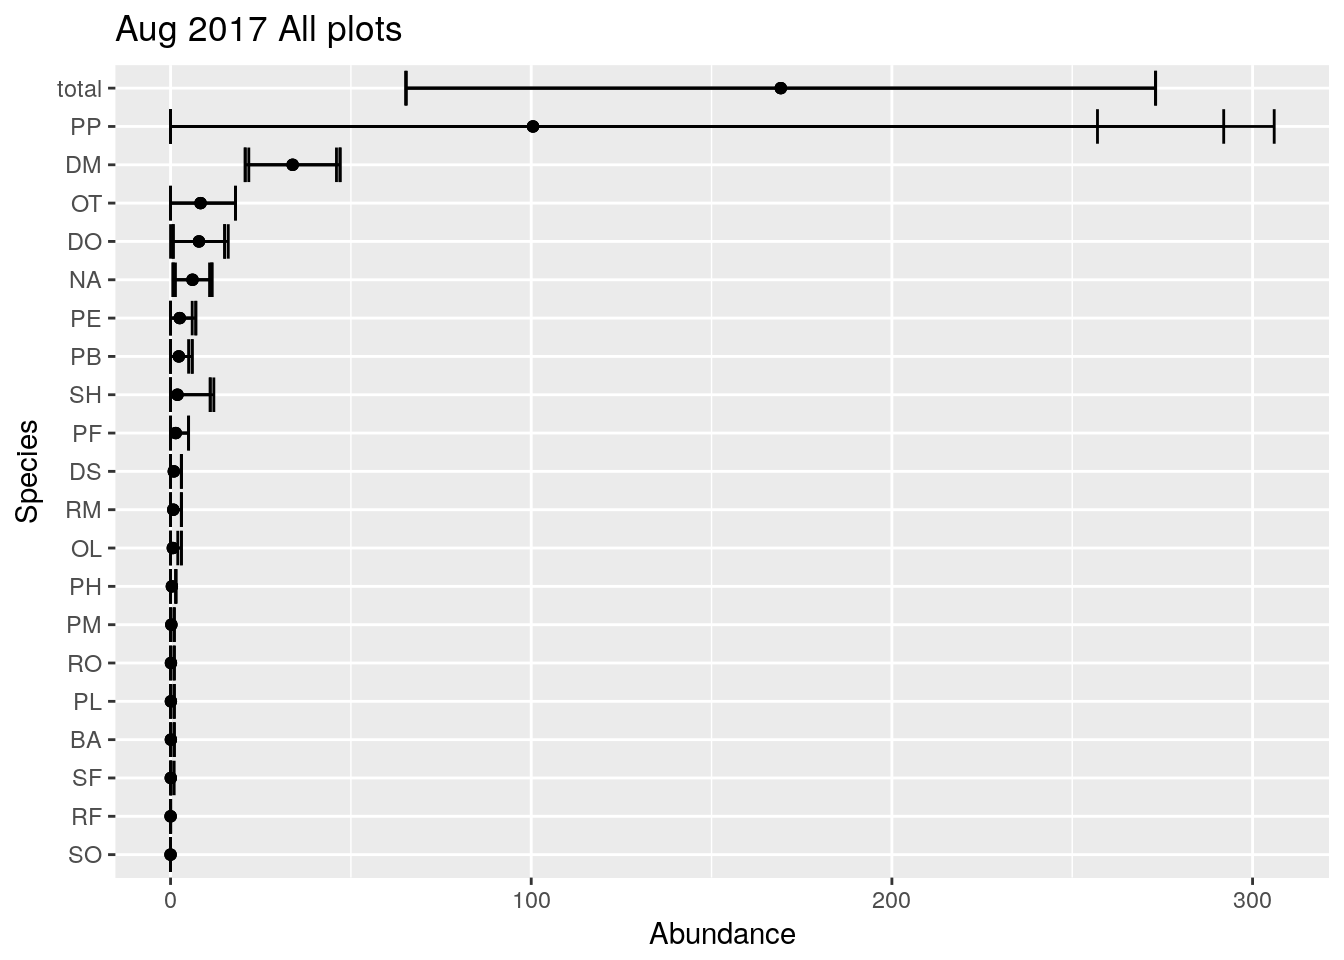 Aug 2017 All plots
total
PP
DM
OT
DO
NA
PE
PB
SH
PF
DS
RM
OL
PH
PM
RO
PL
BA
SF
RF
SO
Species
0 100 200 300
Abundance